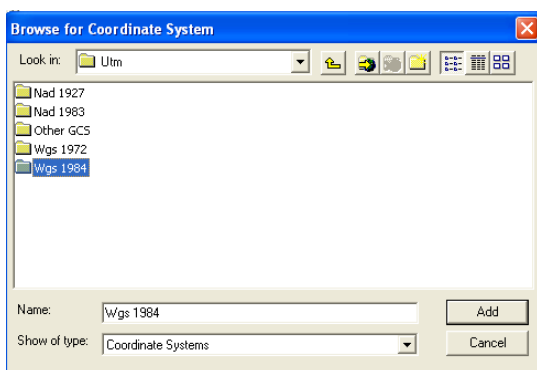 Browse for Coordinate System
Look in: Utm
Nad 1927
Nad 1983
Other GCS
Wgs 1972
Wgs 1984
Name: Wgs 1984 Add
Show of type: Coordinate Systems Cancel